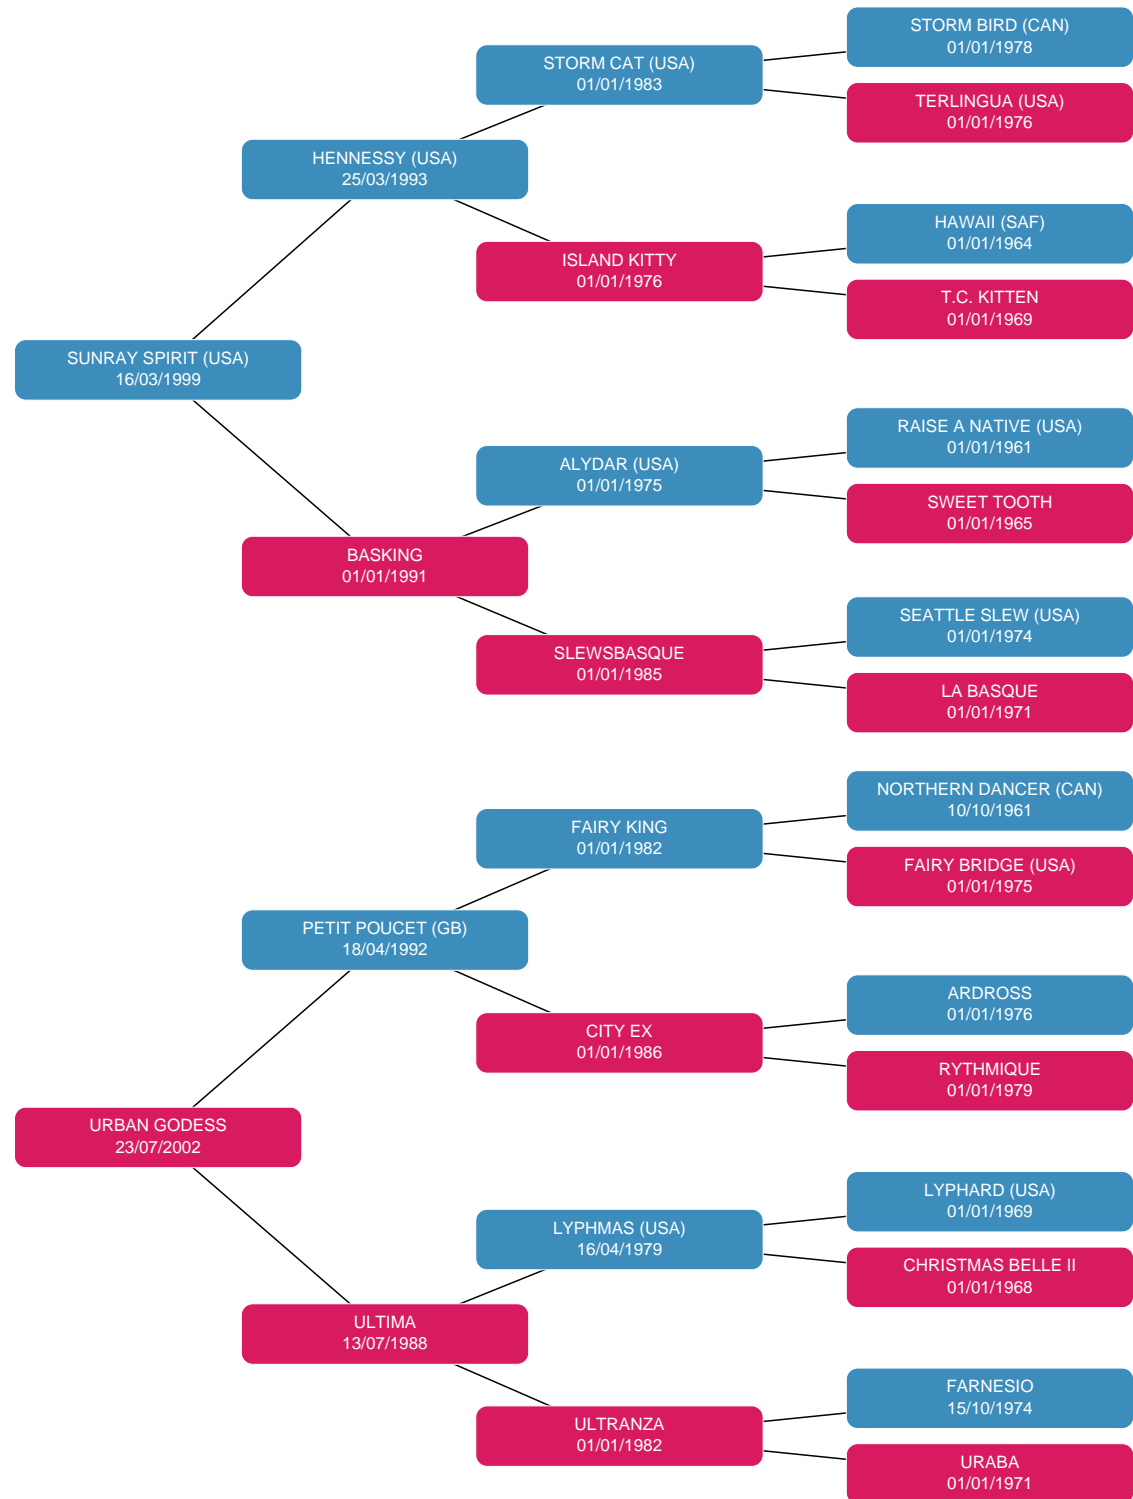 STORM BIRD (CAN)
01/01/1978
STORM CAT (USA)
01/01/1983
TERLINGUA (USA)
01/01/1976
HENNESSY (USA)
25/03/1993
HAWAII (SAF)
01/01/1964
ISLAND KITTY
01/01/1976
T.C. KITTEN
01/01/1969
SUNRAY SPIRIT (USA)
16/03/1999
RAISE A NATIVE (USA)
01/01/1961
ALYDAR (USA)
01/01/1975
SWEET TOOTH
01/01/1965
BASKING
01/01/1991
SEATTLE SLEW (USA)
01/01/1974
SLEWSBASQUE
01/01/1985
LA BASQUE
01/01/1971
NORTHERN DANCER (CAN)
10/10/1961
FAIRY KING
01/01/1982
FAIRY BRIDGE (USA)
01/01/1975
PETIT POUCET (GB)
18/04/1992
ARDROSS
01/01/1976
CITY EX
01/01/1986
RYTHMIQUE
01/01/1979
URBAN GODESS
23/07/2002
LYPHARD (USA)
01/01/1969
LYPHMAS (USA)
16/04/1979
CHRISTMAS BELLE II
01/01/1968
ULTIMA
13/07/1988
FARNESIO
15/10/1974
ULTRANZA
01/01/1982
URABA
01/01/1971